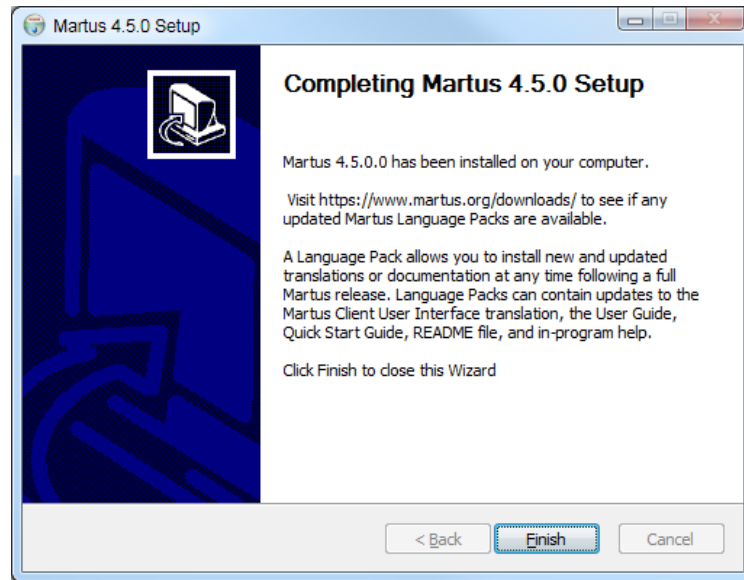 Martus 4.5.0 Setup
Completing Martus 4.5.0 Setup
Martus 4.5.0.0 has been installed on your computer.
Visit https://www.martus.org/downloads/ to see if any
updated Martus Language Packs are available.
A Language Pack allows you to install new and updated
translations or documentation at any time following a full
Martus release. Language Packs can contain updates to the
Martus Client User Interface translation, the User Guide,
Quick Start Guide, README file, and in-program help.
Click Finish to close this Wizard
< Back Finish Cancel